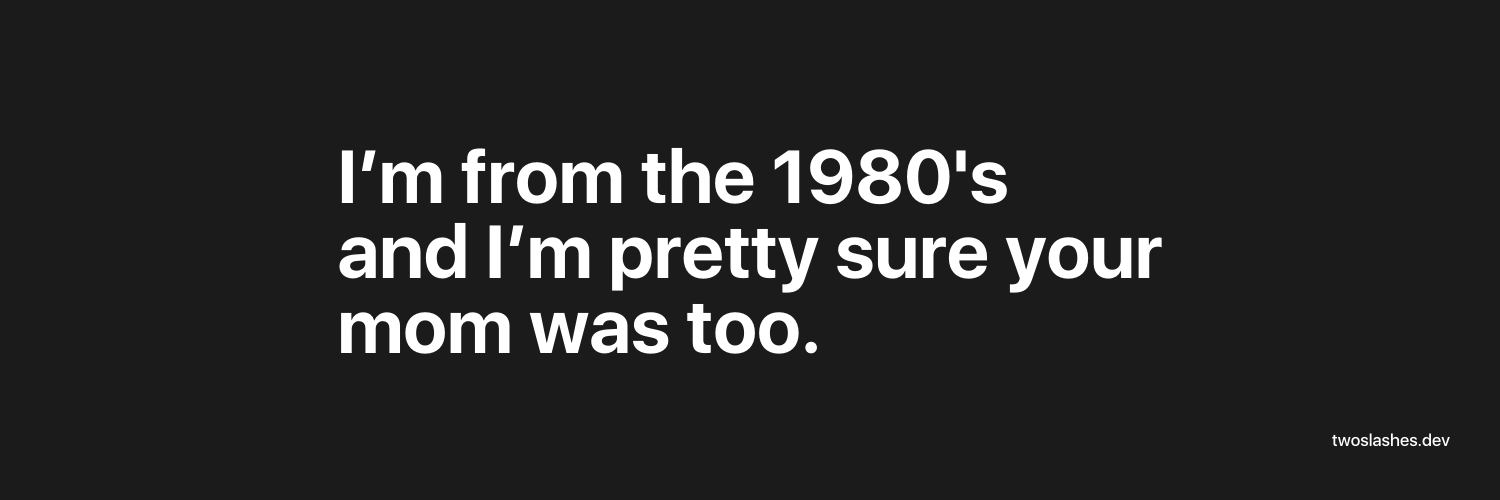 I’m from the 1980's
and I’m pretty sure your
mom was too.
twoslashes.dev